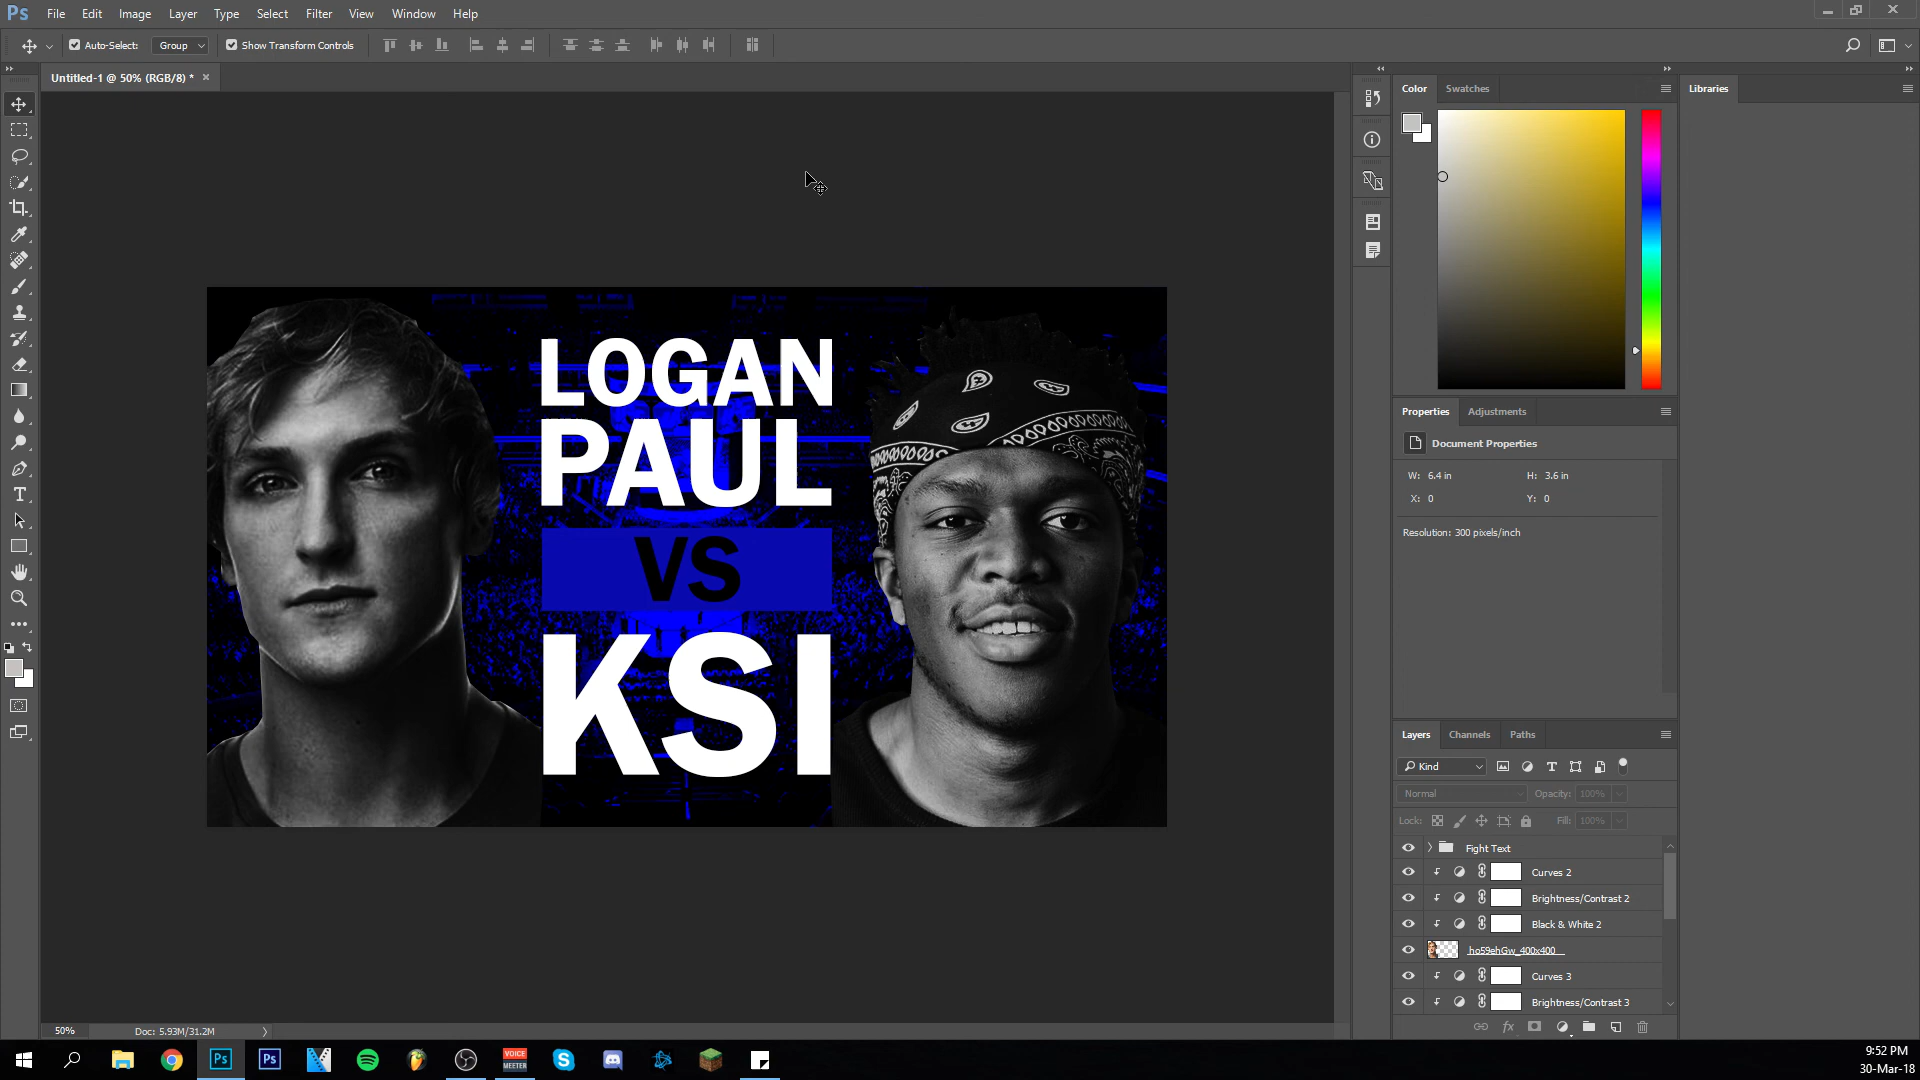 Ps File Edit Image Layer Type Select Filter View Window Help
Auto-Select: Group Show Transform Controls
Untitled-1 @ 50% (RGB/8) *
Color Swatches
Libraries
LOGAN
PAUL
VS
KSI
Properties Adjustments
Document Properties
W: 6.4 in H: 3.6 in
X: 0 Y: 0
Resolution: 300 pixels/inch
Layers Channels Paths
Kind
Normal Opacity: 100%
Lock: Fill: 100%
Fight Text
Curves 2
Brightness/Contrast 2
Black & White 2
ho59ehGw_400x400
Curves 3
Brightness/Contrast 3
50% Doc: 5.93M/31.2M
Ps Ps VOICE
MEETER
9:52 PM
30-Mar-18